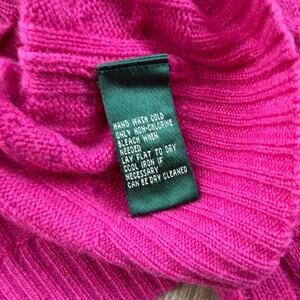 HAND WASH COLD
ONLY NON-CHLORINE
BLEACH WHEN
NEEDED
LAY FLAT TO DRY
COOL IRON IF
NECESSARY
CAN BE DRY CLEANED